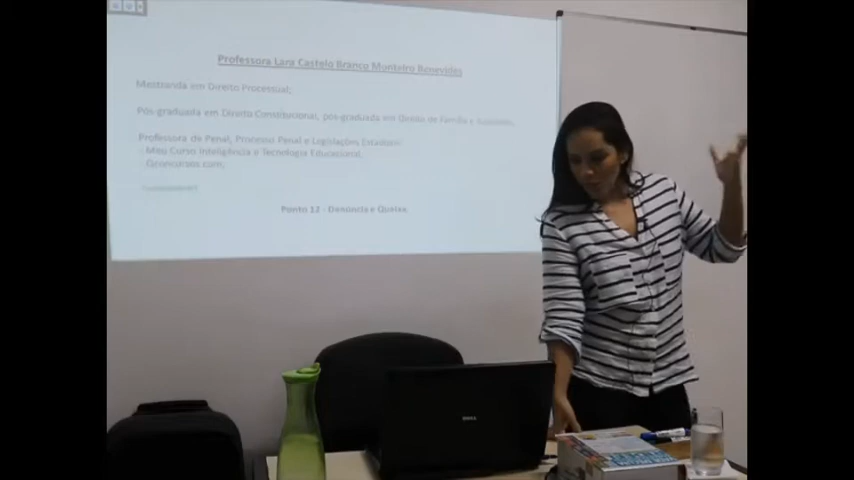 Professora Lara Castelo Branco Monteiro Benevides
Mestranda em Direito Processual;
Pós-graduada em Direito Constitucional, pós-graduada em Direito de Família e
Professora de Penal, Processo Penal e Legislações Estaduais:
- Meu Curso Inteligência e Tecnologia Educacional;
- Gconcursos.com;
Ponto 12 - Denúncia e Queixa.
DELL